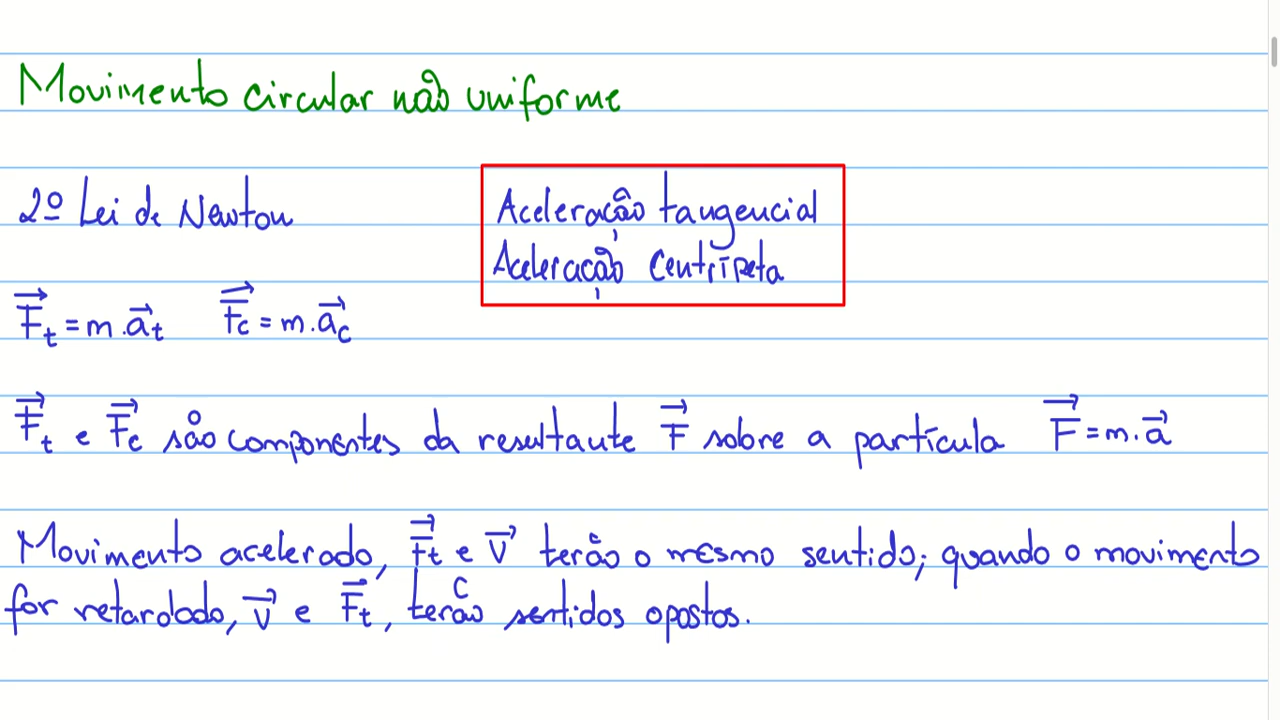 Movimento circular não uniforme
2º Lei de Newton
Aceleração tangencial
Aceleração Centrípeta
F⃗t = m.a⃗t F⃗c = m.a⃗c
F⃗t e F⃗c são componentes da resultante F⃗ sobre a partícula F⃗ = m.a⃗
Movimento acelerado, F⃗t e V⃗ terão o mesmo sentido; quando o movimento
for retardado, V⃗ e F⃗t, terão sentidos opostos.